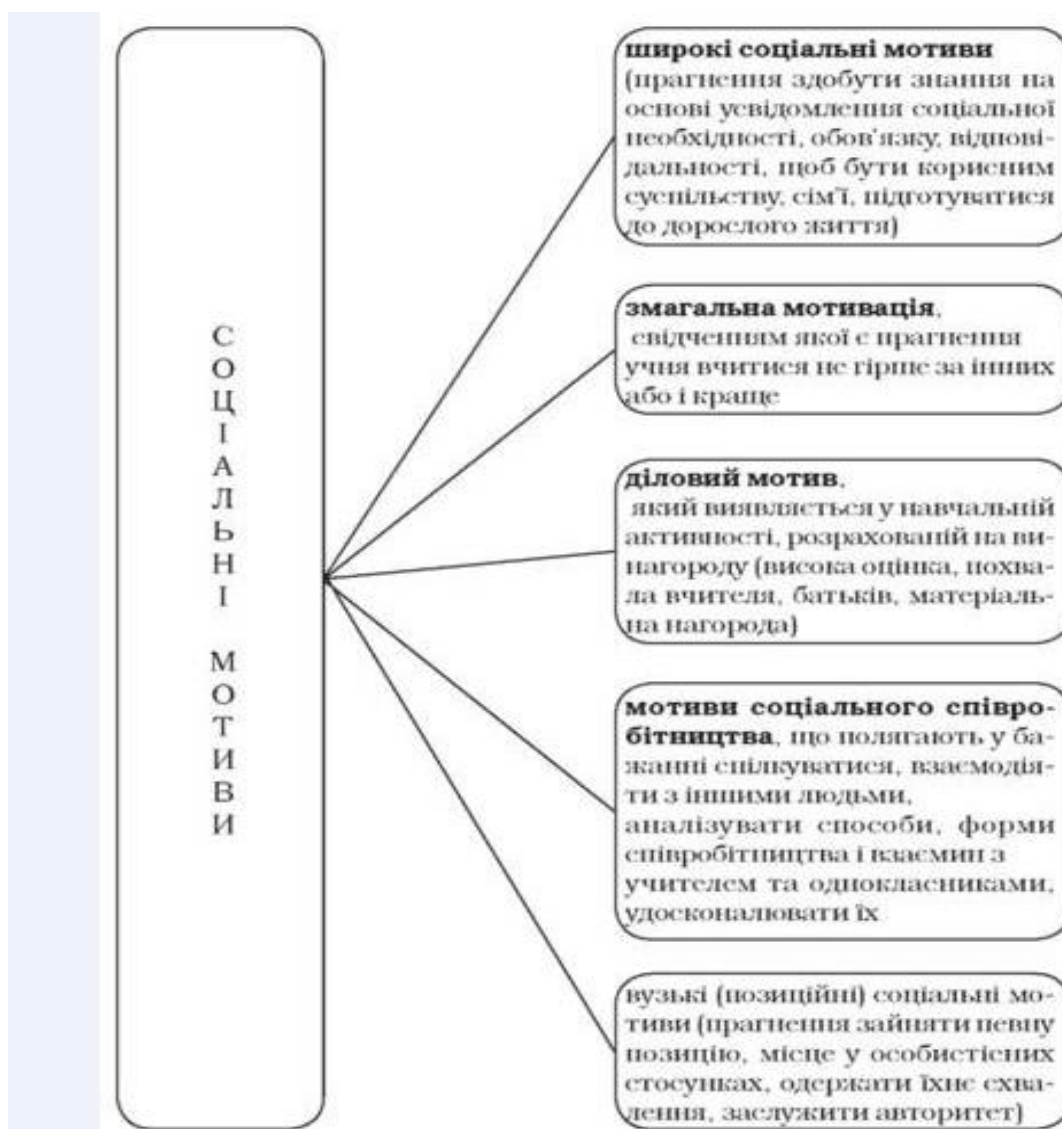 СОЦІАЛЬНІ МОТИВИ
широкі соціальні мотиви
(прагнення здобути знання на
основі усвідомлення соціальної
необхідності, обов'язку, відпові-
дальності, щоб бути корисним
суспільству, сім'ї, підготуватися
до дорослого життя)
змагальна мотивація,
свідченням якої є прагнення
учня вчитися не гірше за інших
або і краще
діловий мотив,
який виявляється у навчальній
активності, розрахованій на ви-
нагороду (висока оцінка, похва-
ла вчителя, батьків, матеріаль-
на нагорода)
мотиви соціального співро-
бітництва, що полягають у ба-
жанні спілкуватися, взаємодія-
ти з іншими людьми,
аналізувати способи, форми
співробітництва і взаємин з
учителем та однокласниками,
удосконалювати їх
вузькі (позиційні) соціальні мо-
тиви (прагнення зайняти певну
позицію, місце у особистісних
стосунках, одержати їхнє схва-
лення, заслужити авторитет)